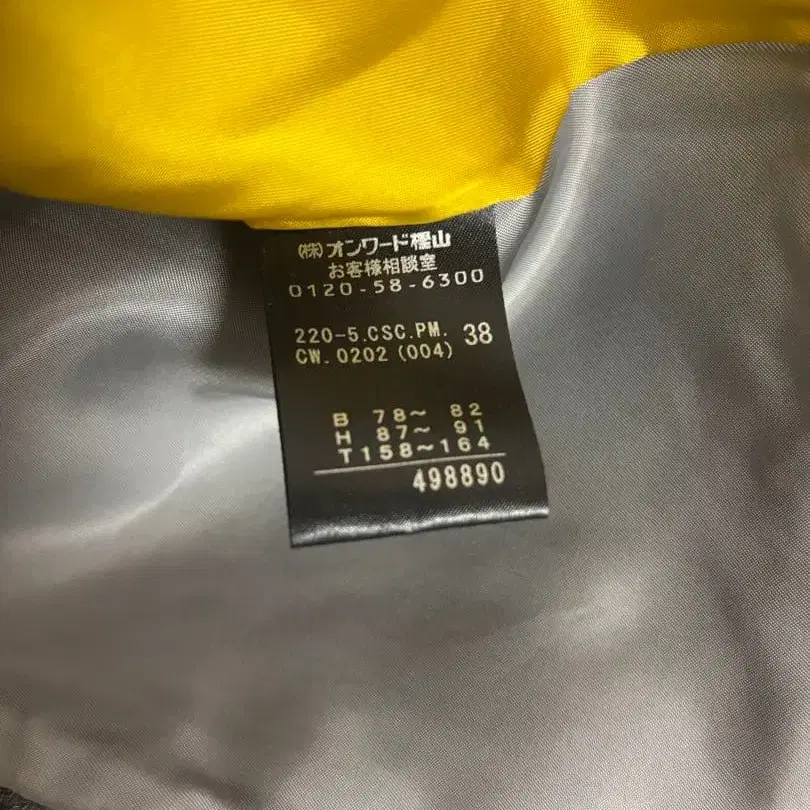 ㈱オンワード樫山
お客様相談室
0120-58-6300
220-5.CSC.PM. 38
CW.0202 (004)
B 78〜 82
H 87〜 91
T158〜164
498890